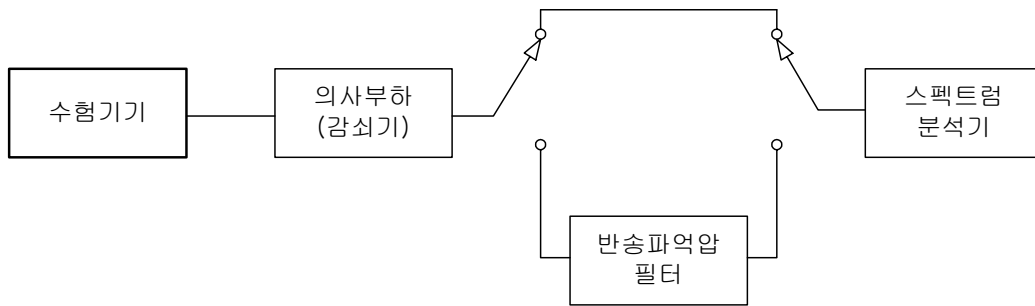 수험기기
의사부하
(감쇠기)
스펙트럼
분석기
반송파억압
필터